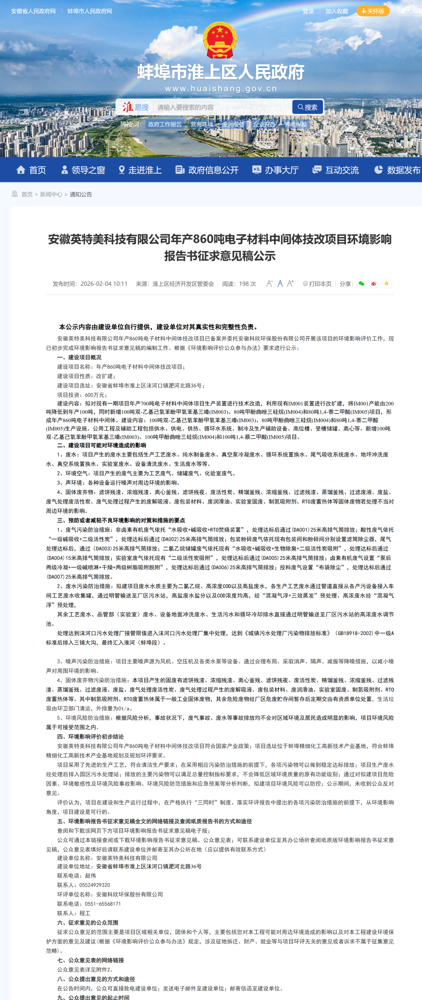 安徽省人民政府网 蚌埠市人民政府网 登录 加入收藏 关怀版
蚌埠市淮上区人民政府
www.huaishang.gov.cn
淮易搜 请输入要搜索的内容 搜索
热搜词： 政府工作报告 营商环境 便民服务 企业开办 养老保险
首页 领导之窗 走进淮上 政府信息公开 办事大厅 互动交流 数据发布
首页 > 新闻中心 > 通知公告
安徽英特美科技有限公司年产860吨电子材料中间体技改项目环境影响
报告书征求意见稿公示
发布时间：2026-02-04 10:11 来源：淮上区经济开发区管委会 阅读：198 次 A- A A+ 打印本页 分享：
本公示内容由建设单位自行提供，建设单位对其真实性和完整性负责。
安徽英特美科技有限公司年产860吨电子材料中间体技改项目已备案并委托安徽科欣环保股份有限公司开展该项目的环境影响评价工作，现
已初步完成环境影响报告书征求意见稿的编制工作。根据《环境影响评价公众参与办法》要求进行公示：
一、建设项目概况
建设项目名称：年产860吨电子材料中间体技改项目；
建设项目性质：改扩建；
建设项目选址：安徽省蚌埠市淮上区沫河口镇淝河北路36号；
项目投资：600万元；
建设内容：拟对现有一期项目年产700吨电子材料中间体项目生产装置进行技术改造，利用现有IM001装置进行改扩建，将IM001产能由200
吨降低到年产100吨，同时新增100吨双-乙基己氧苯酚甲氧苯基三嗪(IM003)、80吨甲酚曲唑三硅烷(IM004)和80吨1,4-萘二甲酸(IM005)项目，形
成年产860吨电子材料中间体。建设内容：100吨双-乙基己氧苯酚甲氧苯基三嗪(IM003)、80吨甲酚曲唑三硅烷(IM004)和80吨1,4-萘二甲酸
(IM005)生产设施。公用工程及辅助工程包括供水、供电、供热、循环水系统、制冷及生产辅助设备、高位槽、受槽储罐、离心等。新增100吨
双-乙基己氧苯酚甲氧苯基三嗪(IM003)、100吨甲酚曲唑三硅烷(IM004)和100吨1,4-萘二甲酸(IM005)项目。
二、建设项目可能对环境造成的影响
1、废水：项目产生的废水主要包括生产工艺废水、纯水制备废水、真空泵冷凝废水、循环系统置换水、尾气吸收系统废水、地坪冲洗废
水、真空系统置换水、实验室废水、设备清洗废水、生活废水等等。
2、环境空气：项目产生的废气主要为工艺废气、储罐废气、化验室废气。
3、声环境：各种设备运行噪声对周边环境的影响。
4、固体废弃物：滤饼残渣、浓缩残渣、离心釜残、滤饼残夜、废活性炭、精馏釜残、浓缩釜残、过滤残渣、蒸馏釜残、过滤废液、废盐、
废气处理废活性炭、废气处理过程产生的废解吸液、废包装材料、废润滑油、实验室固废、制氮吸附剂、RTO废蓄热体等固体废物若处理不当对
周边环境的影响。
三、预防或者减轻不良环境影响的对策和措施的要点
1、废气污染防治措施：非卤素有机废气依托“水吸收+碱吸收+RTO焚烧装置”，处理达标后通过(DA001)25米高排气筒排放；酸性废气依托
“一级碱吸收+二级活性炭”，处理达标后通过(DA002)25米高排气筒排放；包装粉碎废气依托现有包装间和粉碎间分别设置滤筒除尘器，尾气
处理达标后，通过（DA003)25米高排气筒排放；二氯乙烷储罐废气依托现有“水吸收+碱吸收+生物除臭+二级活性炭吸附”，处理达标后通过
(DA004)15米高排气筒排放；实验室废气依托现有“二级活性炭吸附”，处理达标后通过(DA005)25米高排气筒排放；卤素有机废气设置“泵后
两级冷凝+一级碱喷淋+干燥+两级树脂吸附脱附”，处理达标后通过(DA006)25米高排气筒排放；投料废气设置“布袋除尘”，处理达标后通过
(DA007)25米高排气筒排放。
2、废水污染防治措施：拟建项目废水水质主要为二氯乙烷、高浓度COD以及高盐废水，各生产工艺废水通过管道直接从各产污设备接入车
间工艺废水收集罐，通过明管输送至厂区污水站，高盐废水盐分以及COD浓度均高，经“混凝气浮+三效蒸发”预处理、高浓废水经“混凝气
浮”预处理，
其余工艺废水、品管部（实验室）废水、设备地面冲洗废水、生活污水和循环冷却排水直接通过明管输送至厂区污水站的高浓废水调节
池。
处理达到沫河口污水处理厂接管限值进入沫河口污水处理厂集中处理，达到《城镇污水处理厂污染物排放标准》（GB18918-2002)中一级A
标准后排入三铺大沟，最终汇入淮河（蚌埠段）。
3、噪声污染防治措施：项目主要噪声源为风机、空压机及各类水泵等设备。通过合理布局、采取消声、隔声、减振等降噪措施，以减小噪
声对周围环境的影响。
4、固体废弃物污染防治措施：本项目产生的固废有滤饼残渣、浓缩残渣、离心釜残、滤饼残夜、废活性炭、精馏釜残、浓缩釜残、过滤残
渣、蒸馏釜残、过滤废液、废盐、废气处理废活性炭、废气处理过程产生的废解吸液、废包装材料、废润滑油、实验室固废、制氮吸附剂、RTO
废蓄热体等。其中制氮吸附剂、RTO废蓄热体属于一般工业固体废物，其余危险废物经厂区危废贮存间暂存后定期交由有资质单位处置，生活垃
圾由环卫部门清运，外排量为0t/a。
5、环境风险防治措施：根据风险分析，事故状况下，废气事故、废水等事故排放均不会对区域环境及居民造成明显的影响，项目环境风险
属于可接受范围之内。
四、环境影响评价初步结论
安徽英特美科技有限公司年产860吨电子材料中间体技改项目符合国家产业政策；项目选址位于蚌埠精细化工高新技术产业基地，符合蚌埠
精细化工高新技术产业基地规划及规划环评要求。
项目采用了先进的生产工艺，符合清洁生产要求；在采用相应污染防治措施的前提下，各项污染物可以做到稳定达标排放；项目生产废水
经处理后排入园区污水处理站；排放的主要污染物可以满足总量控制指标要求，不会降低区域环境质量的原有功能级别；通过对拟建项目危险
因素、环境敏感性及环境风险事故影响、环境风险防范措施和应急预案等分析判断，拟建项目环境风险可以防控；公示期间，未收到公众反对
意见。
评价认为，项目在建设和生产运行过程中，在严格执行“三同时”制度、落实环评报告中提出的各项污染防治措施的前提下，从环境影响
角度，项目建设是可行的。
五、环境影响报告书征求意见稿全文的网络链接及查阅纸质报告书的方式和途径
查阅和下载该网页下方项目环境影响报告书征求意见稿电子版；
公众可通过本链接查阅或下载环境影响报告书征求意见稿、公众意见表；可联系建设单位至其办公场所查阅纸质版环境影响报告书征求意
见稿，公众意见表填好后请联系建设单位并邮寄至其办公所在地（应以提供有效联系方式）
建设单位名称：安徽英特美科技有限公司
建设单位地址：安徽省蚌埠市淮上区沫河口镇淝河北路36号
联系电话：赵伟
联系人：05524929320
环评单位名称：安徽科欣环保股份有限公司
联系电话：0551-65568171
联系人：程工
六、征求意见的公众范围
征求公众意见的范围主要是项目区域相关单位，团体和个人等，主要包括您对本工程可能对周边环境造成的影响以及对本工程建设环境保
护方面的意见及建议(根据《环境影响评价公众参与办法》规定，涉及征地拆迁、财产、就业等与项目环评无关的意见或者诉求不属于征集意见
范畴)。
七、公众意见表的网络链接
公众意见表详见附件2。
八、公众提出意见的方式和途径
在公告时间内，公众可直接致电建设单位；发送电子邮件至建设单位；邮寄信函至建设单位。
九、公众提出意见的起止时间